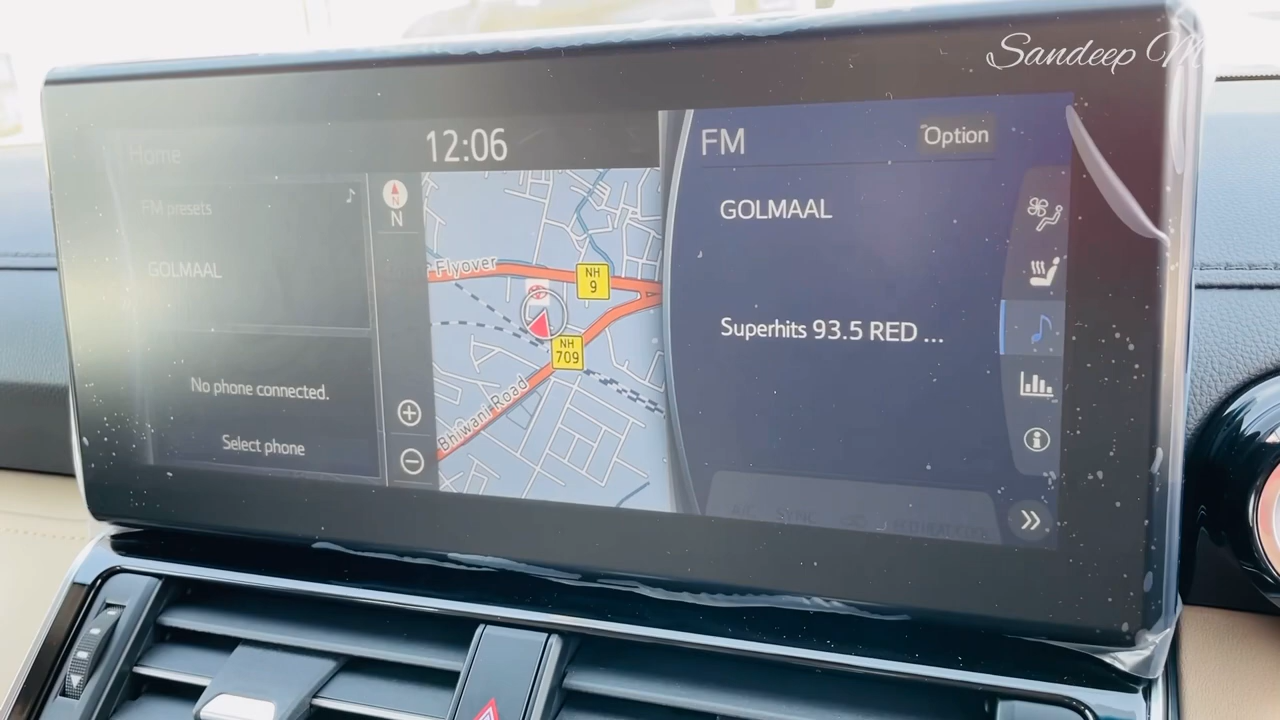 Sandeep M
Home
12:06
FM
Option
FM presets
GOLMAAL
N
N
Flyover
NH
9
NH
709
Bhiwani Road
No phone connected.
Select phone
GOLMAAL
Superhits 93.5 RED ...
SYNC